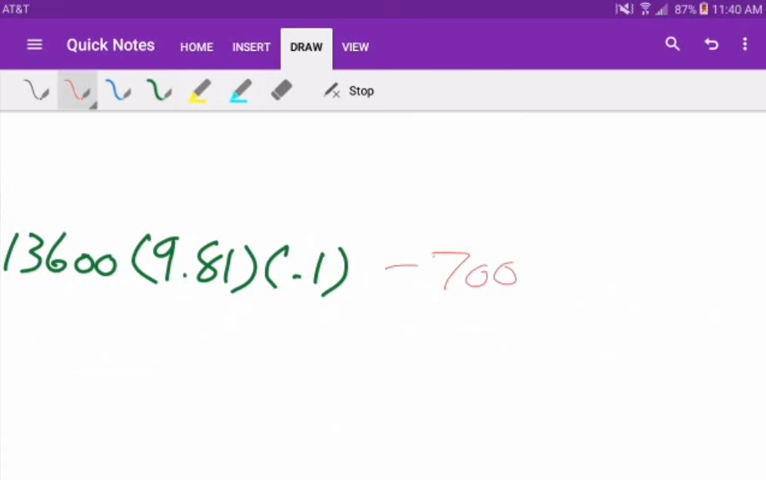 AT&T 87% 11:40 AM
Quick Notes HOME INSERT DRAW VIEW
Stop
13600 (9.81)(.1) - 700